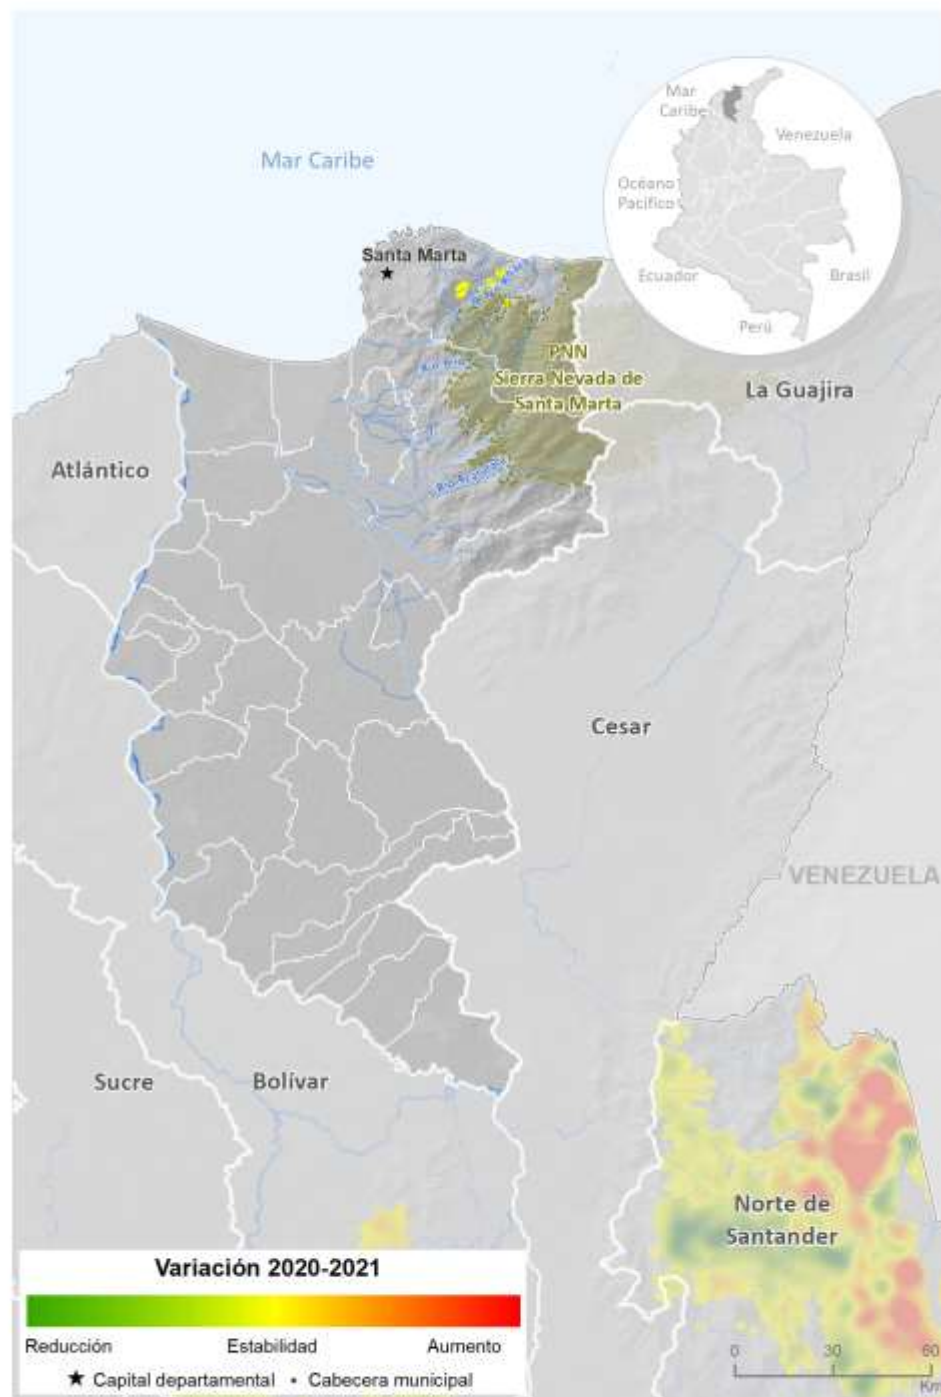 Mar
Caribe
Venezuela
Océano
Pacífico
Ecuador
Brasil
Perú
Mar Caribe
Santa Marta
PNN
Sierra Nevada de
Santa Marta
La Guajira
Atlántico
Cesar
VENEZUELA
Sucre
Bolívar
Norte de
Santander
Variación 2020-2021
Reducción Estabilidad Aumento
Capital departamental • Cabecera municipal
0 30 60
Km